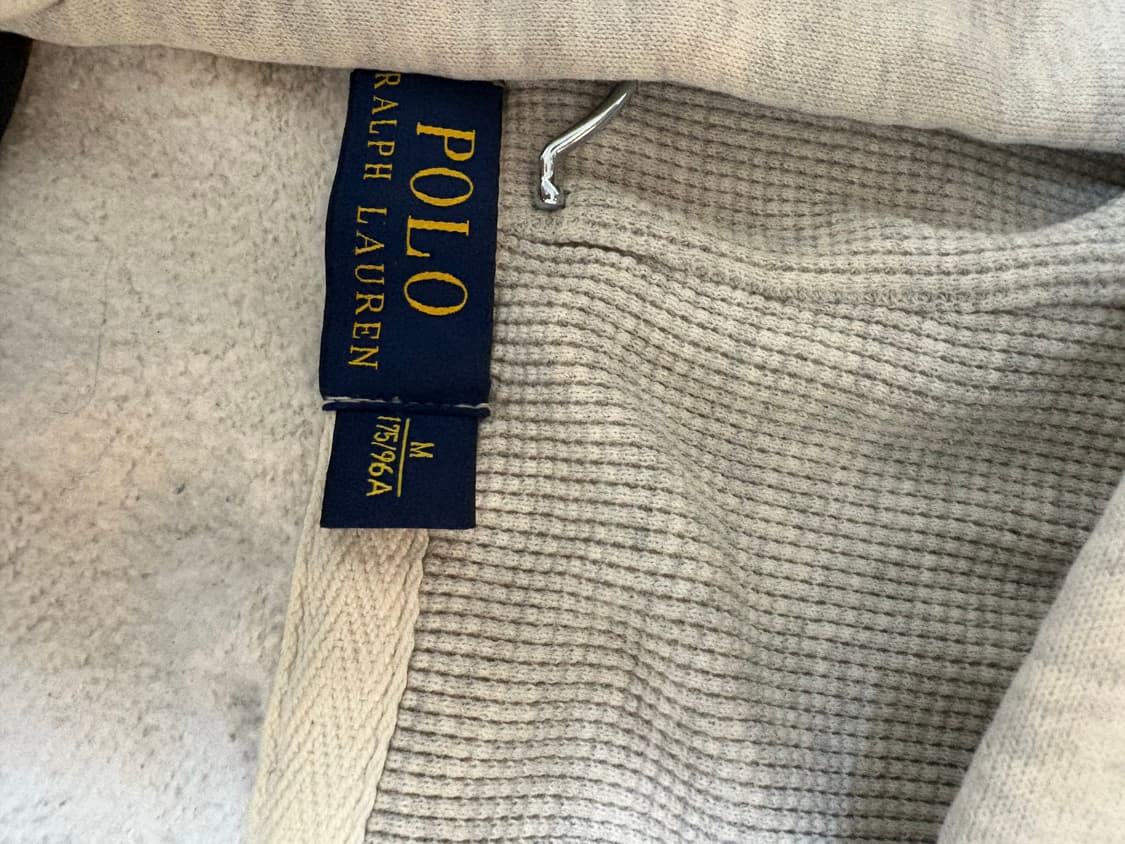 POLO
RALPH LAUREN
M
175/96A